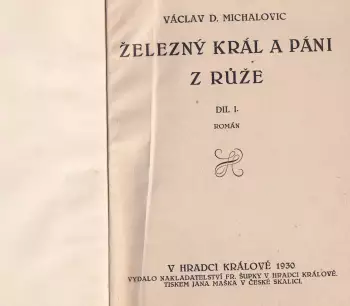 VÁCLAV D. MICHALOVIC
ŽELEZNÝ KRÁL A PÁNI
Z RŮŽE
DÍL I.
ROMÁN
V HRADCI KRÁLOVÉ 1930
VYDALO NAKLADATELSTVÍ FR. ŠUPKY V HRADCI KRÁLOVÉ.
TISKEM JANA MAŠKA V ČESKÉ SKALICI.